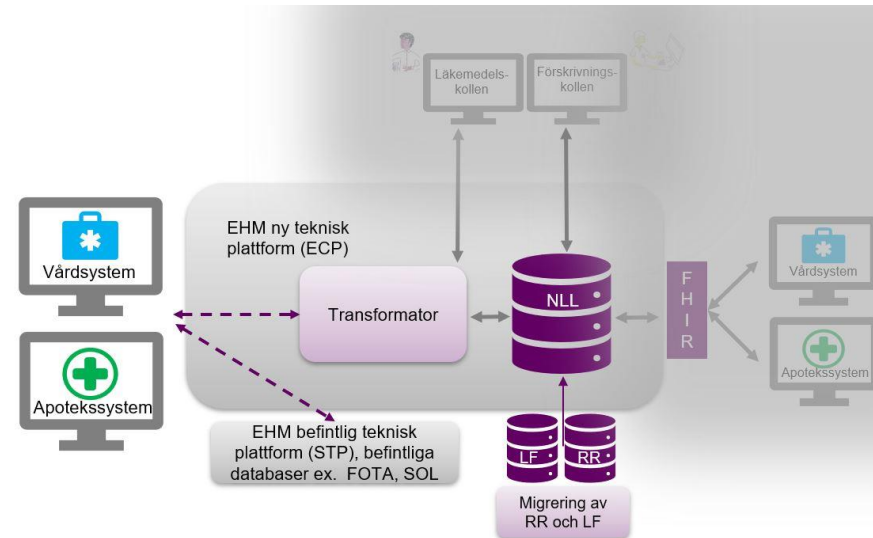 Läkemedels-
kollen
Förskrivnings-
kollen
EHM ny teknisk
plattform (ECP)
Vårdsystem
Transformator
NLL
F
H
I
R
Vårdsystem
Apotekssystem
Apotekssystem
EHM befintlig teknisk
plattform (STP), befintliga
databaser ex.  FOTA, SOL
LF
RR
Migrering av
RR och LF